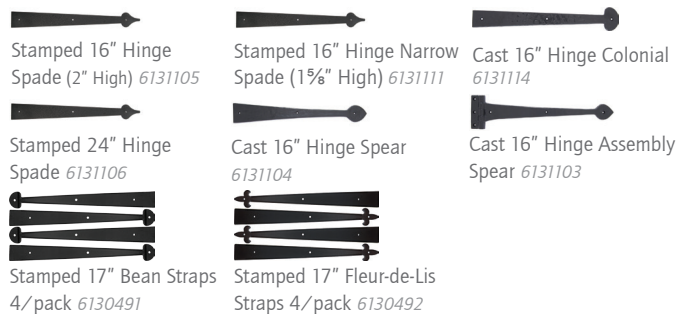 Stamped 16" Hinge
Spade (2" High) 6131105
Stamped 16" Hinge Narrow
Spade (1⅝" High) 6131111
Cast 16" Hinge Colonial
6131114
Stamped 24" Hinge
Spade 6131106
Cast 16" Hinge Spear
6131104
Cast 16" Hinge Assembly
Spear 6131103
Stamped 17" Bean Straps
4/pack 6130491
Stamped 17" Fleur-de-Lis
Straps 4/pack 6130492